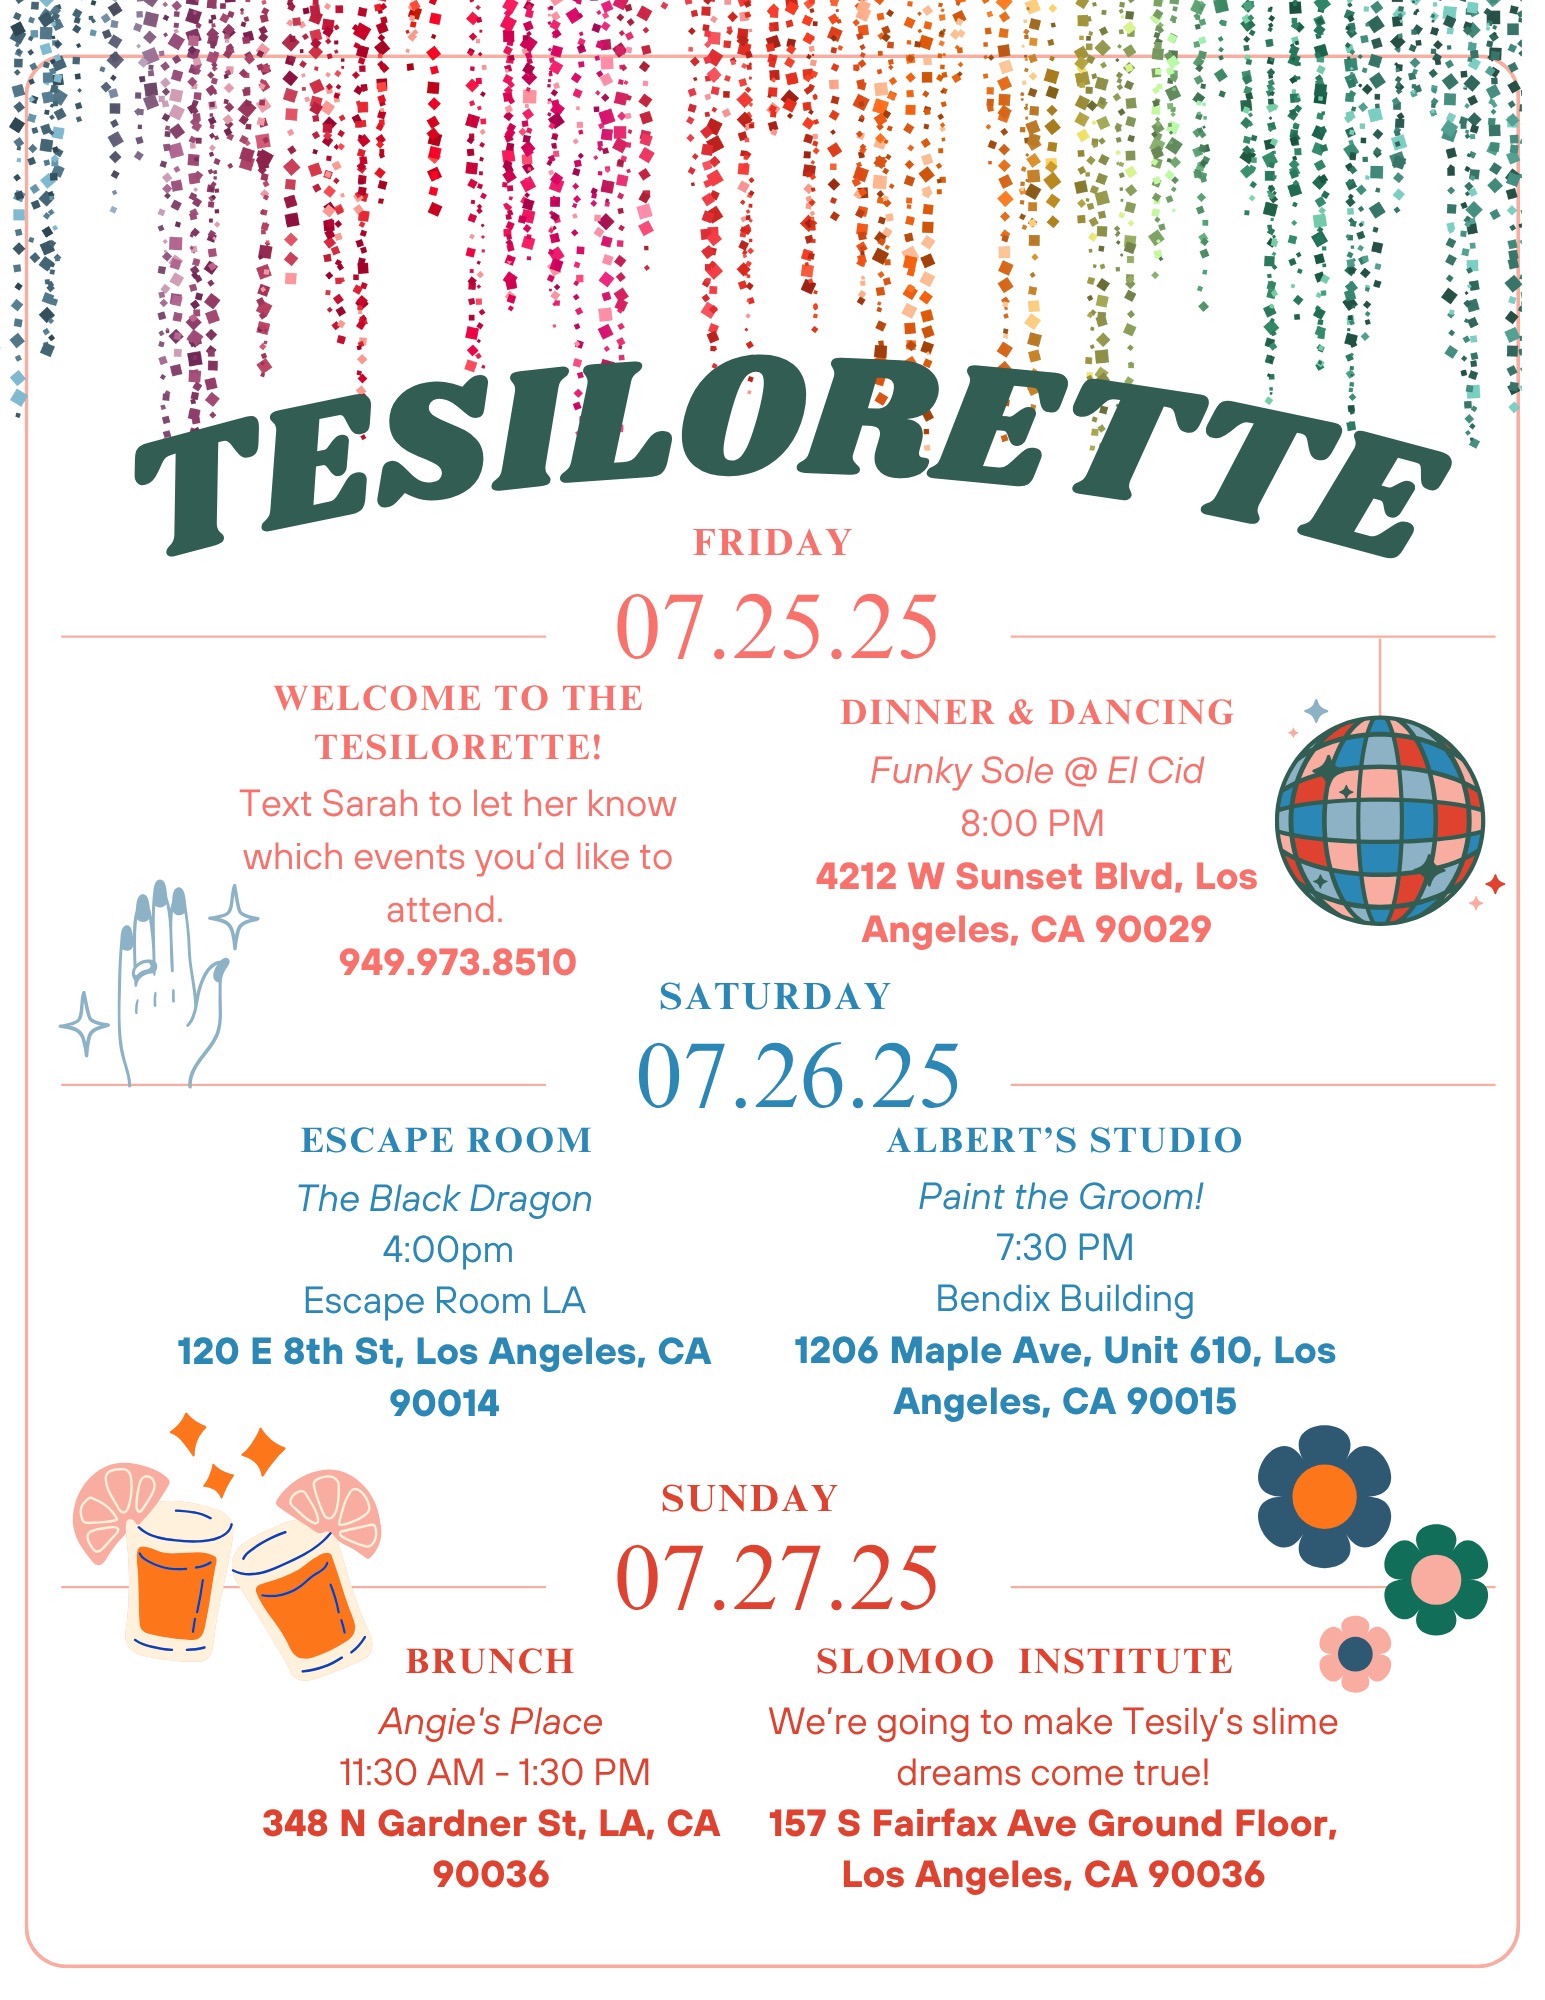 TESILORETTE
FRIDAY
07.25.25
WELCOME TO THE
TESILORETTE!
Text Sarah to let her know
which events you'd like to
attend.
949.973.8510
DINNER & DANCING
Funky Sole @ El Cid
8:00 PM
4212 W Sunset Blvd, Los
Angeles, CA 90029
SATURDAY
07.26.25
ESCAPE ROOM
The Black Dragon
4:00pm
Escape Room LA
120 E 8th St, Los Angeles, CA
90014
ALBERT'S STUDIO
Paint the Groom!
7:30 PM
Bendix Building
1206 Maple Ave, Unit 610, Los
Angeles, CA 90015
SUNDAY
07.27.25
BRUNCH
Angie's Place
11:30 AM - 1:30 PM
348 N Gardner St, LA, CA
90036
SLOMOO INSTITUTE
We're going to make Tesily's slime
dreams come true!
157 S Fairfax Ave Ground Floor,
Los Angeles, CA 90036